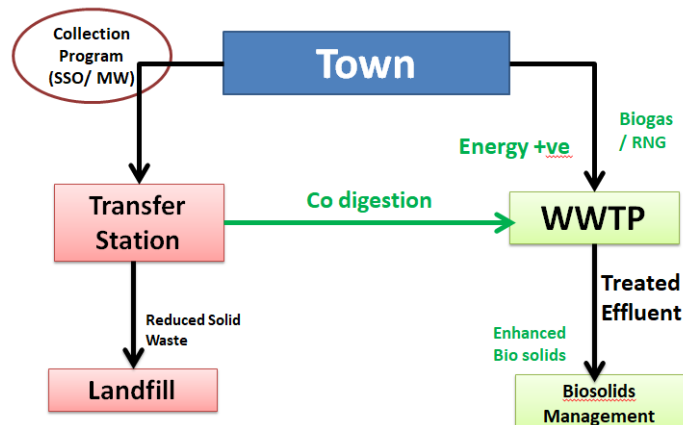 Collection
Program
(SSO/ MW)
Town
Biogas
/ RNG
Energy +ve
Transfer
Station
Co digestion
WWTP
Treated
Effluent
Reduced Solid
Waste
Enhanced
Bio solids
Landfill
Biosolids
Management